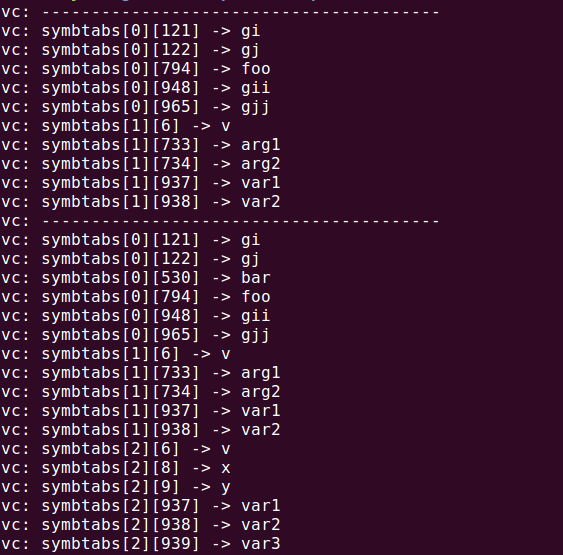 vc: ----------------------------------------
vc: symbtabs[0][121] -> gi
vc: symbtabs[0][122] -> gj
vc: symbtabs[0][794] -> foo
vc: symbtabs[0][948] -> gii
vc: symbtabs[0][965] -> gjj
vc: symbtabs[1][6] -> v
vc: symbtabs[1][733] -> arg1
vc: symbtabs[1][734] -> arg2
vc: symbtabs[1][937] -> var1
vc: symbtabs[1][938] -> var2
vc: ----------------------------------------
vc: symbtabs[0][121] -> gi
vc: symbtabs[0][122] -> gj
vc: symbtabs[0][530] -> bar
vc: symbtabs[0][794] -> foo
vc: symbtabs[0][948] -> gii
vc: symbtabs[0][965] -> gjj
vc: symbtabs[1][6] -> v
vc: symbtabs[1][733] -> arg1
vc: symbtabs[1][734] -> arg2
vc: symbtabs[1][937] -> var1
vc: symbtabs[1][938] -> var2
vc: symbtabs[2][6] -> v
vc: symbtabs[2][8] -> x
vc: symbtabs[2][9] -> y
vc: symbtabs[2][937] -> var1
vc: symbtabs[2][938] -> var2
vc: symbtabs[2][939] -> var3